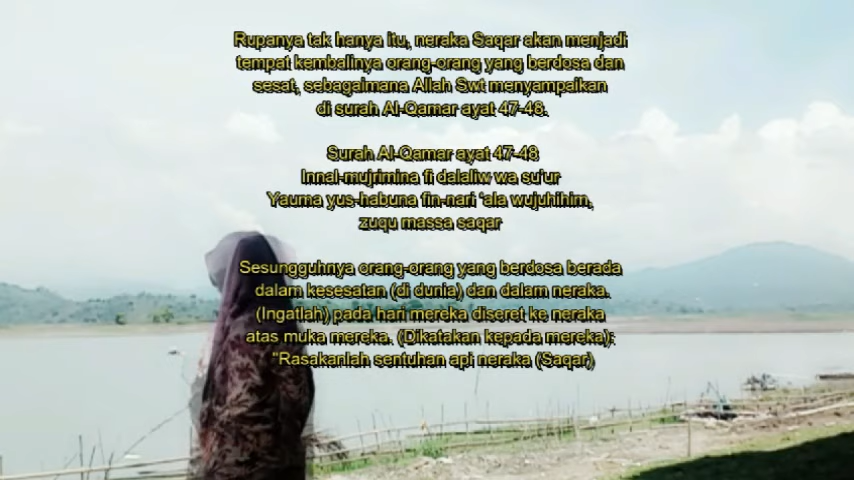 Rupanya tak hanya itu, neraka Saqar akan menjadi
tempat kembalinya orang-orang yang berdosa dan
sesat, sebagaimana Allah Swt menyampaikan
di surah Al-Qamar ayat 47-48.
Surah Al-Qamar ayat 47-48
Innal-mujrimina fi dalaliw wa su'ur
Yauma yus-habuna fin-nari 'ala wujuhihim,
zuqu massa saqar
Sesungguhnya orang-orang yang berdosa berada
dalam kesesatan (di dunia) dan dalam neraka.
(Ingatlah) pada hari mereka diseret ke neraka
atas muka mereka. (Dikatakan kepada mereka):
"Rasakanlah sentuhan api neraka (Saqar)